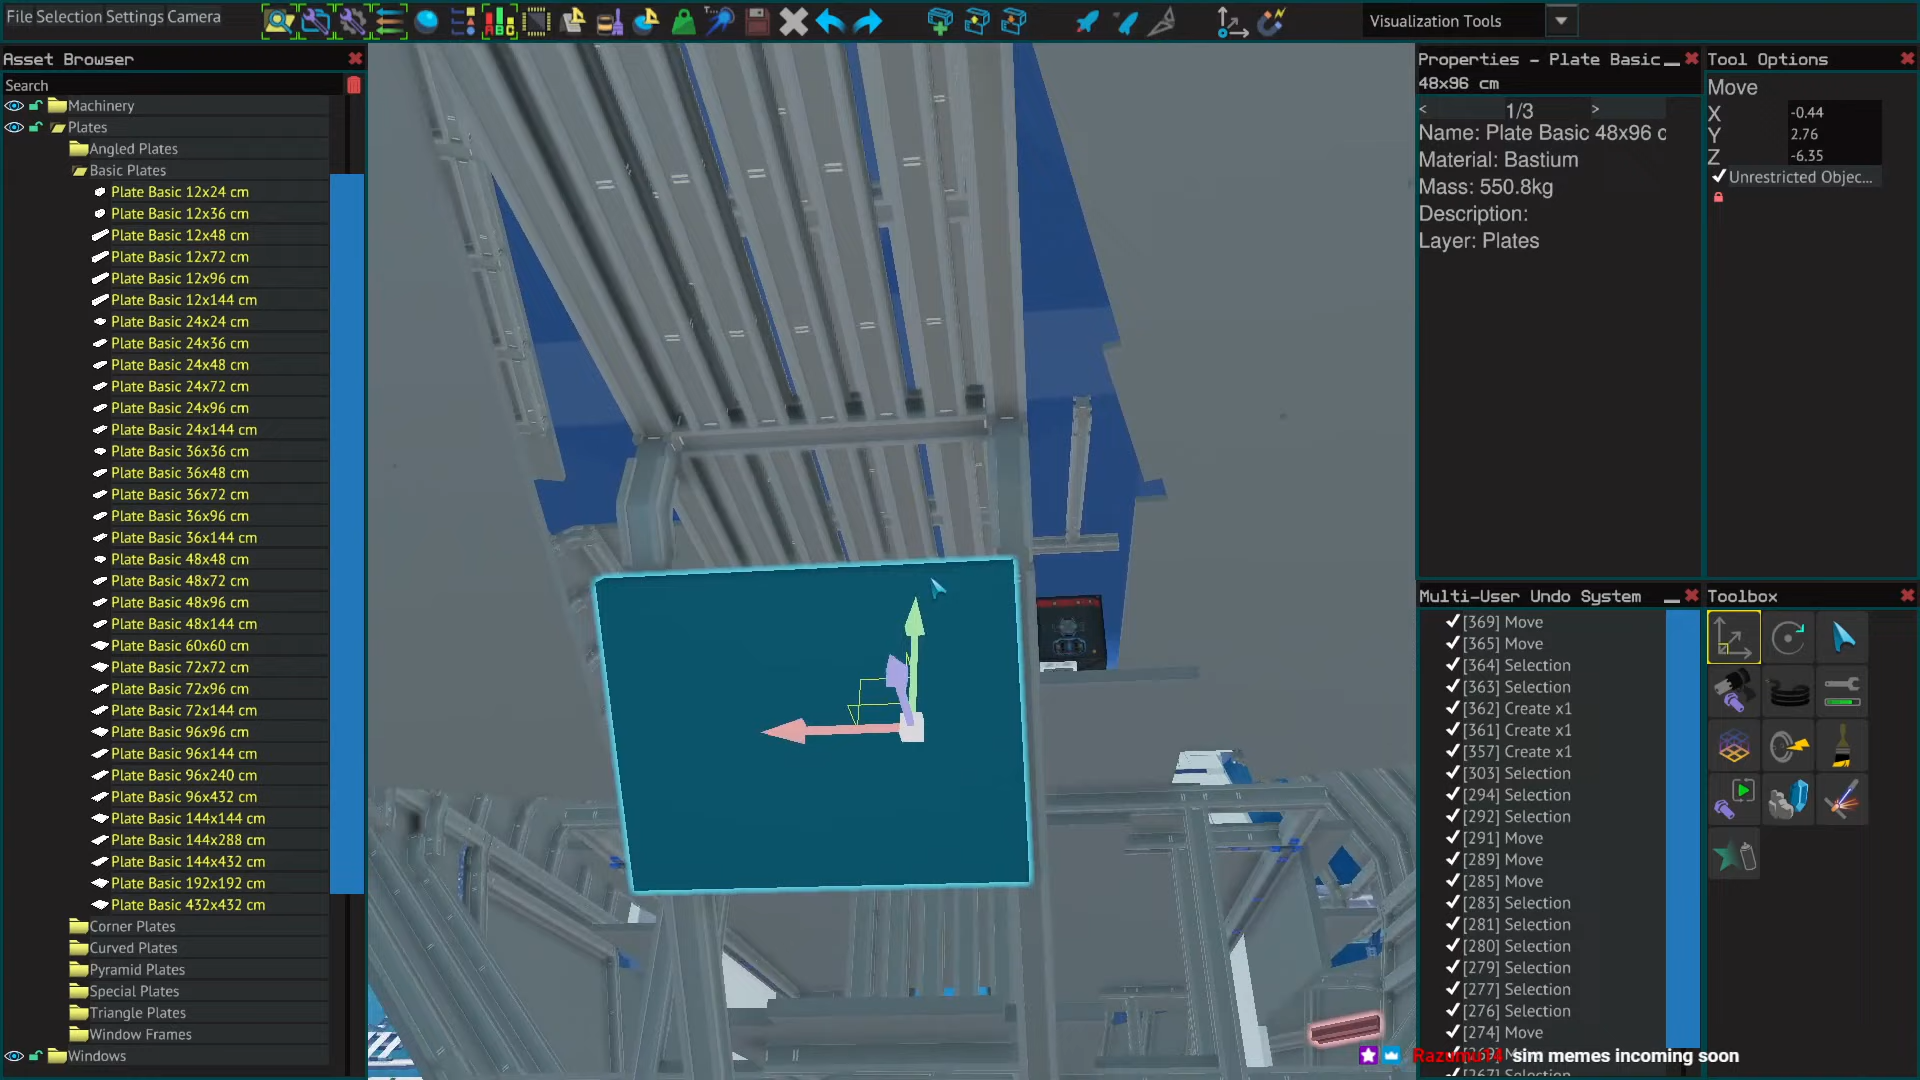 File Selection Settings Camera
Visualization Tools
Asset Browser
Search
Machinery
Plates
Angled Plates
Basic Plates
Plate Basic 12x24 cm
Plate Basic 12x36 cm
Plate Basic 12x48 cm
Plate Basic 12x72 cm
Plate Basic 12x96 cm
Plate Basic 12x144 cm
Plate Basic 24x24 cm
Plate Basic 24x36 cm
Plate Basic 24x48 cm
Plate Basic 24x72 cm
Plate Basic 24x96 cm
Plate Basic 24x144 cm
Plate Basic 36x36 cm
Plate Basic 36x48 cm
Plate Basic 36x72 cm
Plate Basic 36x96 cm
Plate Basic 36x144 cm
Plate Basic 48x48 cm
Plate Basic 48x72 cm
Plate Basic 48x96 cm
Plate Basic 48x144 cm
Plate Basic 60x60 cm
Plate Basic 72x72 cm
Plate Basic 72x96 cm
Plate Basic 72x144 cm
Plate Basic 96x96 cm
Plate Basic 96x144 cm
Plate Basic 96x240 cm
Plate Basic 96x432 cm
Plate Basic 144x144 cm
Plate Basic 144x288 cm
Plate Basic 144x432 cm
Plate Basic 192x192 cm
Plate Basic 432x432 cm
Corner Plates
Curved Plates
Pyramid Plates
Special Plates
Triangle Plates
Window Frames
Windows
Properties - Plate Basic
48x96 cm
< 1/3 >
Name: Plate Basic 48x96 c
Material: Bastium
Mass: 550.8kg
Description:
Layer: Plates
Tool Options
Move
X -0.44
Y 2.76
Z -6.35
Unrestricted Objec...
Multi-User Undo System
[369] Move
[365] Move
[364] Selection
[363] Selection
[362] Create x1
[361] Create x1
[357] Create x1
[303] Selection
[294] Selection
[292] Selection
[291] Move
[289] Move
[285] Move
[283] Selection
[281] Selection
[280] Selection
[279] Selection
[277] Selection
[276] Selection
[274] Move
Toolbox
Razumu14 sim memes incoming soon